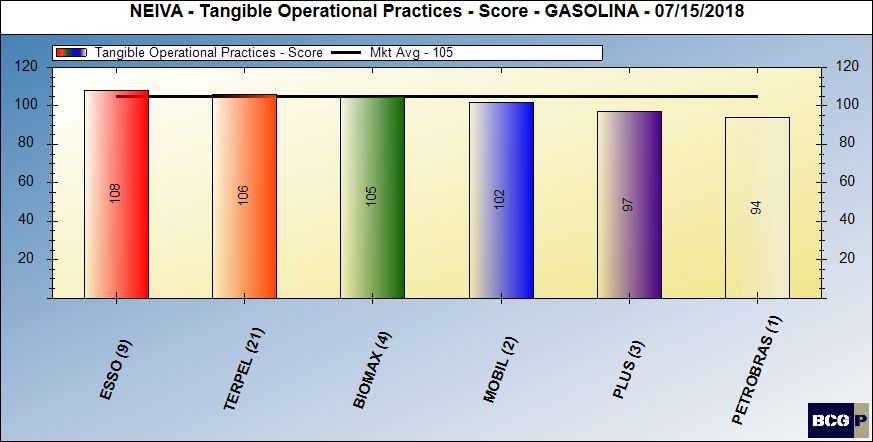 NEIVA - Tangible Operational Practices - Score - GASOLINA - 07/15/2018
Tangible Operational Practices - Score
Mkt Avg - 105
120
100
80
60
40
20
120
100
80
60
40
20
108
106
105
102
97
94
ESSO (9)
TERPEL (21)
BIOMAX (4)
MOBIL (2)
PLUS (3)
PETROBRAS (1)
BCG P